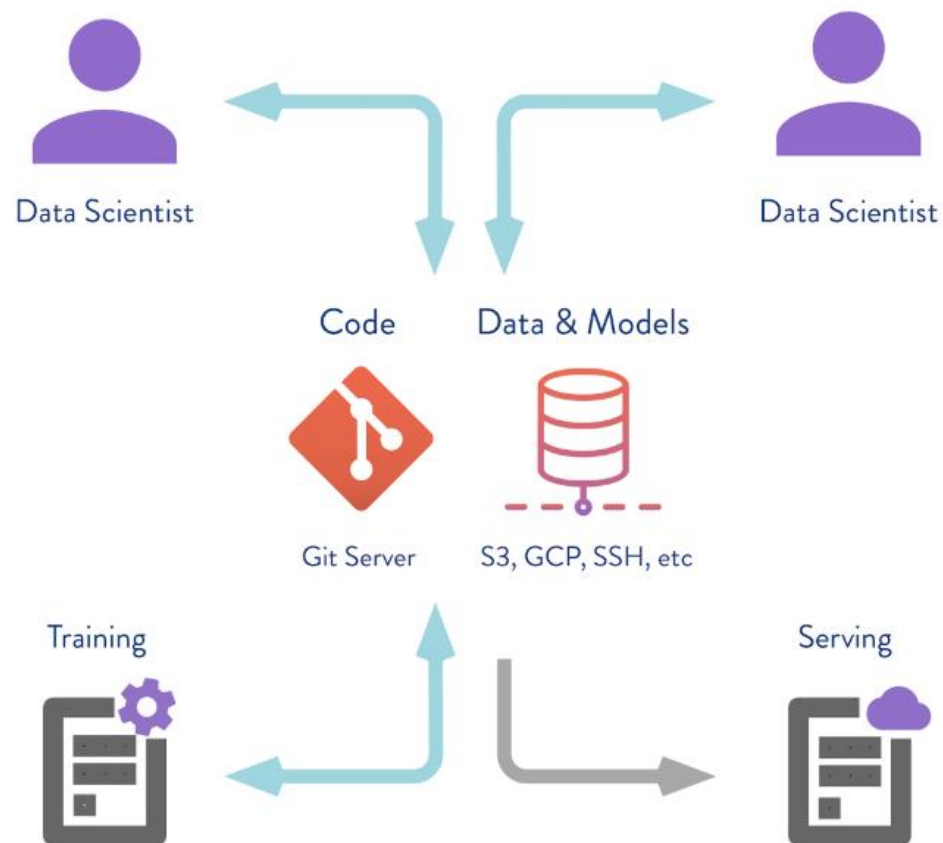 Data Scientist
Data Scientist
Code
Data & Models
Git Server
S3, GCP, SSH, etc
Training
Serving